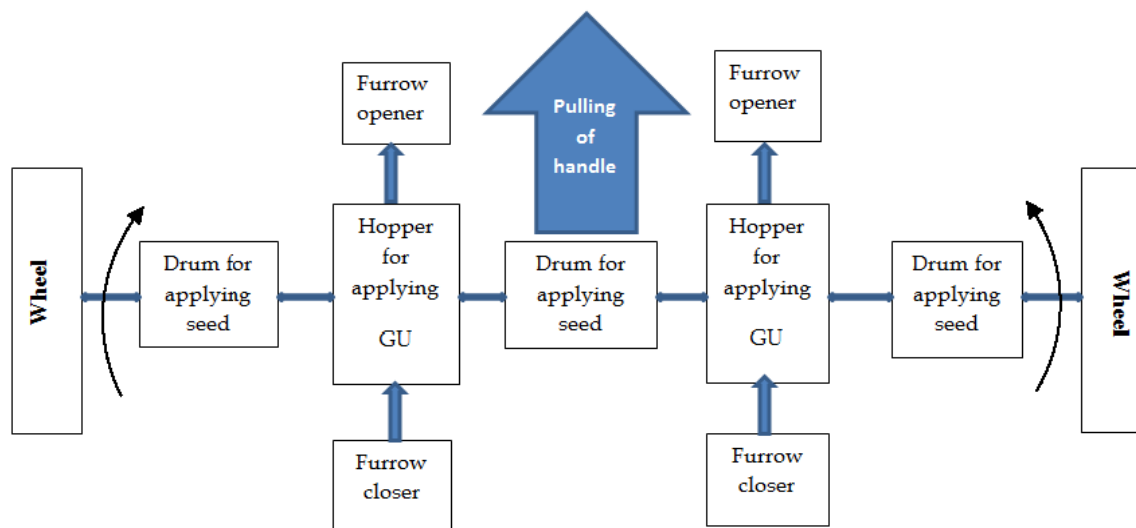 Furrow
opener
Pulling
of
handle
Furrow
opener
Wheel
Drum for
applying
seed
Hopper
for
applying
GU
Drum for
applying
seed
Hopper
for
applying
GU
Drum for
applying
seed
Wheel
Furrow
closer
Furrow
closer